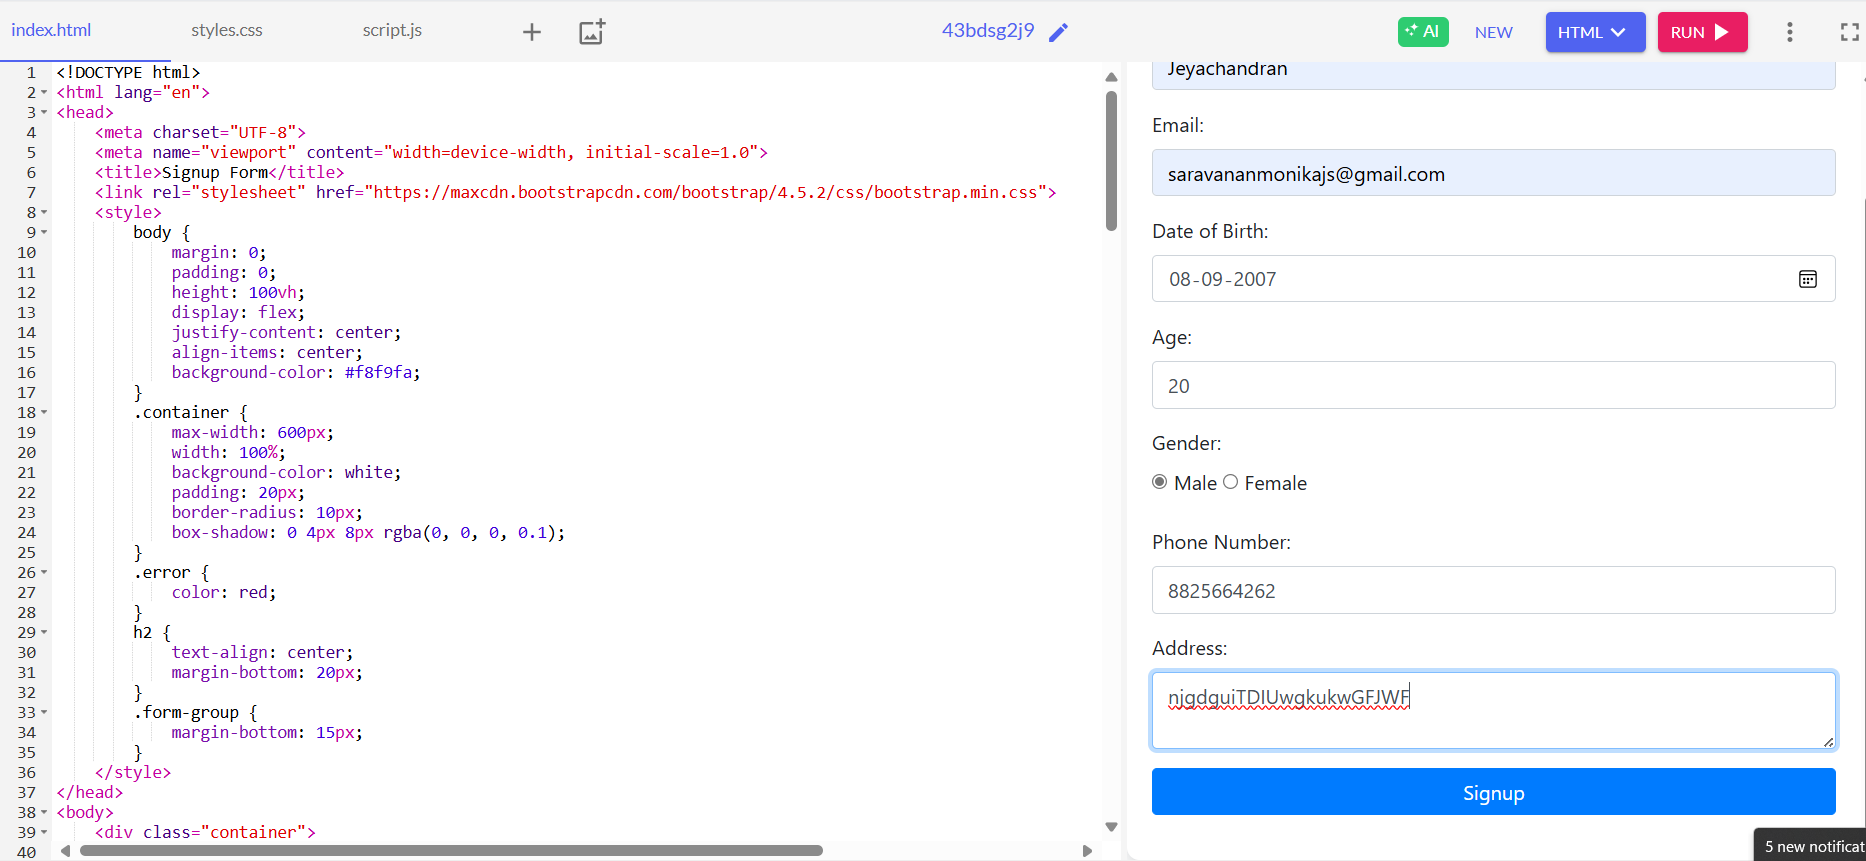 index.html styles.css script.js 43bdsg2j9 AI NEW HTML RUN
1 <!DOCTYPE html>
2 <html lang="en">
3 <head>
4 <meta charset="UTF-8">
5 <meta name="viewport" content="width=device-width, initial-scale=1.0">
6 <title>Signup Form</title>
7 <link rel="stylesheet" href="https://maxcdn.bootstrapcdn.com/bootstrap/4.5.2/css/bootstrap.min.css">
8 <style>
9 body {
10 margin: 0;
11 padding: 0;
12 height: 100vh;
13 display: flex;
14 justify-content: center;
15 align-items: center;
16 background-color: #f8f9fa;
17 }
18 .container {
19 max-width: 600px;
20 width: 100%;
21 background-color: white;
22 padding: 20px;
23 border-radius: 10px;
24 box-shadow: 0 4px 8px rgba(0, 0, 0, 0.1);
25 }
26 .error {
27 color: red;
28 }
29 h2 {
30 text-align: center;
31 margin-bottom: 20px;
32 }
33 .form-group {
34 margin-bottom: 15px;
35 }
36 </style>
37 </head>
38 <body>
39 <div class="container">
40
Jeyachandran
Email:
saravananmonikajs@gmail.com
Date of Birth:
08-09-2007
Age:
20
Gender:
Male Female
Phone Number:
8825664262
Address:
njgdguiTDIUwgkukwGFJWF
Signup
5 new notificat